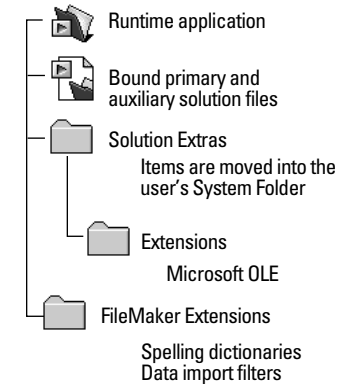 Runtime application
Bound primary and
auxiliary solution files
Solution Extras
Items are moved into the
user's System Folder
Extensions
Microsoft OLE
FileMaker Extensions
Spelling dictionaries
Data import filters